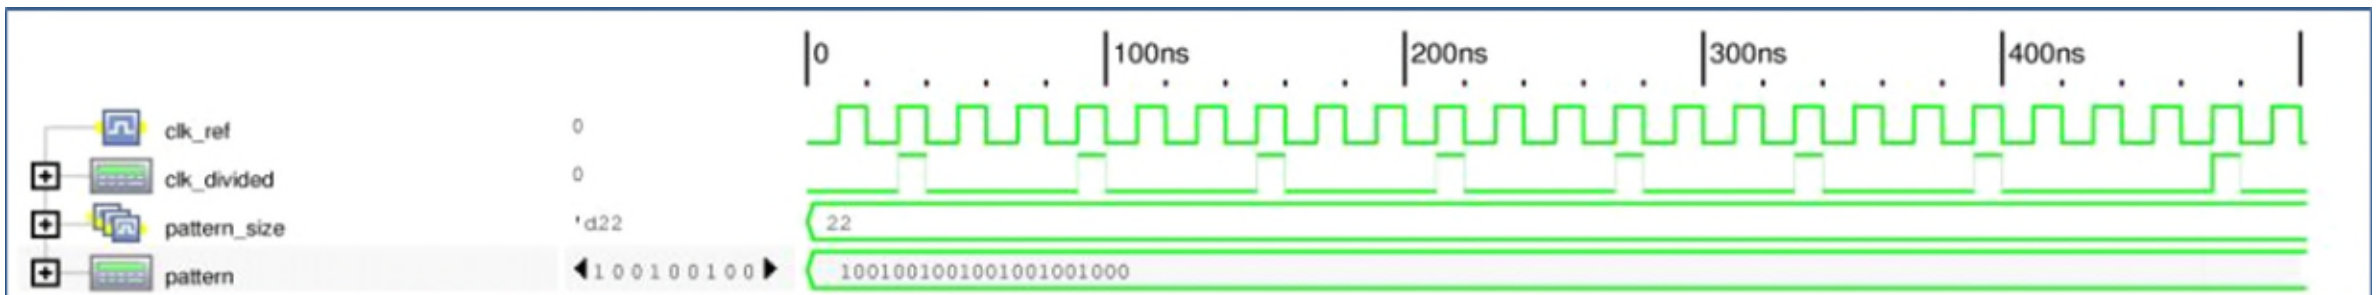 0 100ns 200ns 300ns 400ns
clk_ref 0
clk_divided 0
pattern_size 'd22 22
pattern 100100100 1001001001001001001000